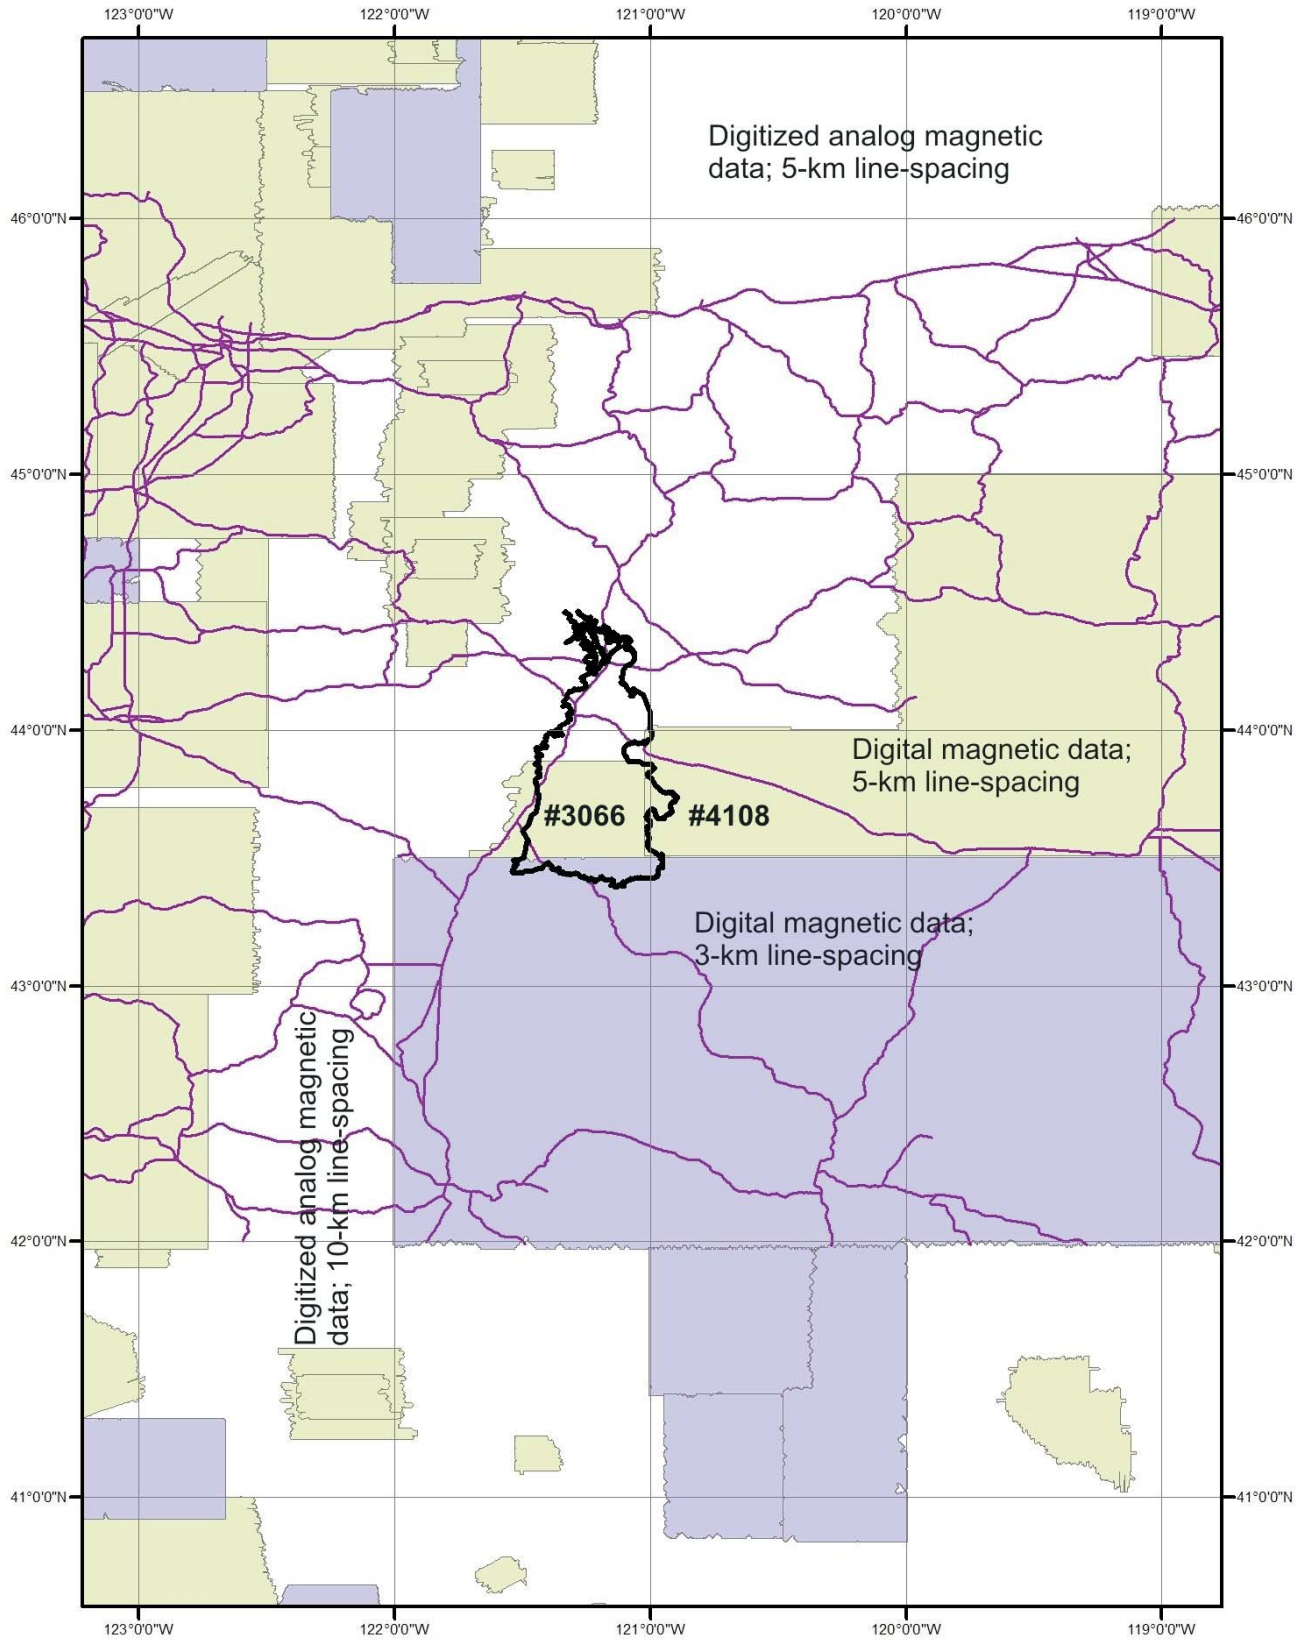 123°0'0"W 122°0'0"W 121°0'0"W 120°0'0"W 119°0'0"W
Digitized analog magnetic
data; 5-km line-spacing
46°0'0"N 46°0'0"N
45°0'0"N 45°0'0"N
44°0'0"N 44°0'0"N
Digital magnetic data;
5-km line-spacing
#3066 #4108
Digital magnetic data;
3-km line-spacing
43°0'0"N 43°0'0"N
Digitized analog magnetic
data; 10-km line-spacing
42°0'0"N 42°0'0"N
41°0'0"N 41°0'0"N
123°0'0"W 122°0'0"W 121°0'0"W 120°0'0"W 119°0'0"W